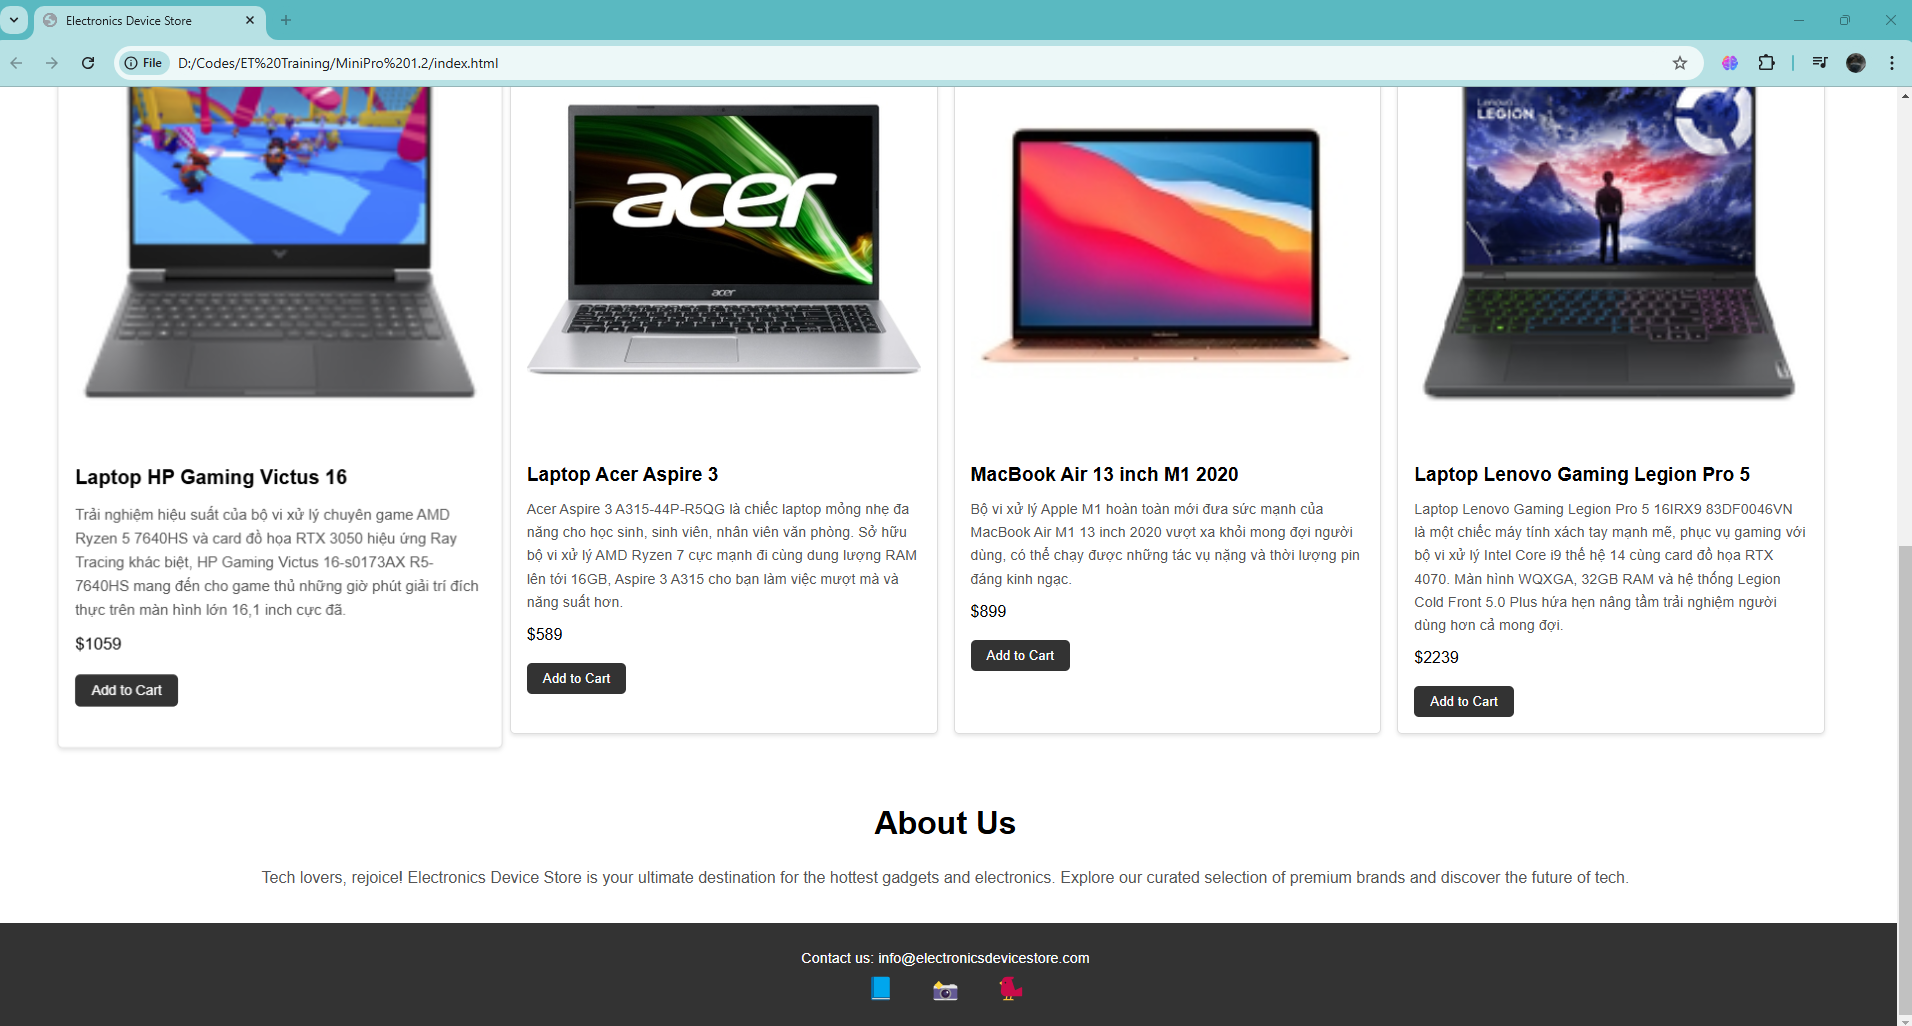 Electronics Device Store
File
D:/Codes/ET%20Training/MiniPro%201.2/index.html
acer
acer
Lenovo
LEGION
Laptop HP Gaming Victus 16
Trải nghiệm hiệu suất của bộ vi xử lý chuyên game AMD
Ryzen 5 7640HS và card đồ họa RTX 3050 hiệu ứng Ray
Tracing khác biệt, HP Gaming Victus 16-s0173AX R5-
7640HS mang đến cho game thủ những giờ phút giải trí đích
thực trên màn hình lớn 16,1 inch cực đã.
$1059
Add to Cart
Laptop Acer Aspire 3
Acer Aspire 3 A315-44P-R5QG là chiếc laptop mỏng nhẹ đa
năng cho học sinh, sinh viên, nhân viên văn phòng. Sở hữu
bộ vi xử lý AMD Ryzen 7 cực mạnh đi cùng dung lượng RAM
lên tới 16GB, Aspire 3 A315 cho bạn làm việc mượt mà và
năng suất hơn.
$589
Add to Cart
MacBook Air 13 inch M1 2020
Bộ vi xử lý Apple M1 hoàn toàn mới đưa sức mạnh của
MacBook Air M1 13 inch 2020 vượt xa khỏi mong đợi người
dùng, có thể chạy được những tác vụ nặng và thời lượng pin
đáng kinh ngạc.
$899
Add to Cart
Laptop Lenovo Gaming Legion Pro 5
Laptop Lenovo Gaming Legion Pro 5 16IRX9 83DF0046VN
là một chiếc máy tính xách tay mạnh mẽ, phục vụ gaming với
bộ vi xử lý Intel Core i9 thế hệ 14 cùng card đồ họa RTX
4070. Màn hình WQXGA, 32GB RAM và hệ thống Legion
Cold Front 5.0 Plus hứa hẹn nâng tầm trải nghiệm người
dùng hơn cả mong đợi.
$2239
Add to Cart
About Us
Tech lovers, rejoice! Electronics Device Store is your ultimate destination for the hottest gadgets and electronics. Explore our curated selection of premium brands and discover the future of tech.
Contact us: info@electronicsdevicestore.com